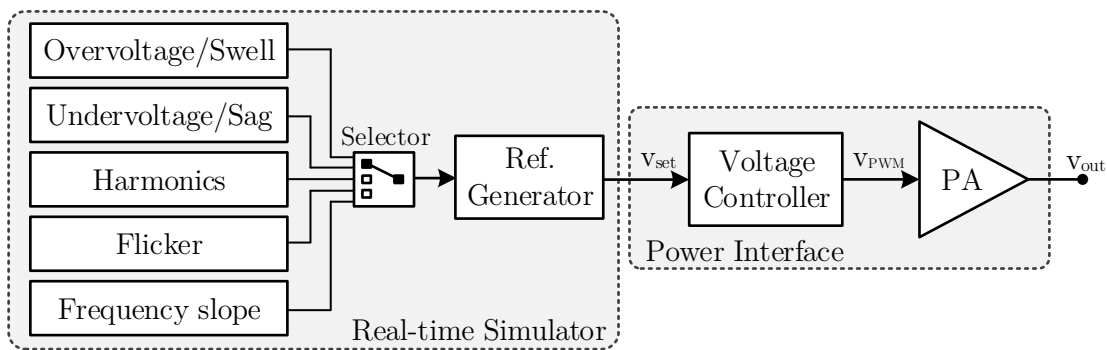 Overvoltage/Swell
Undervoltage/Sag
Harmonics
Flicker
Frequency slope
Selector
Ref.
Generator
Real-time Simulator
vset
Voltage
Controller
vPWM
PA
vout
Power Interface